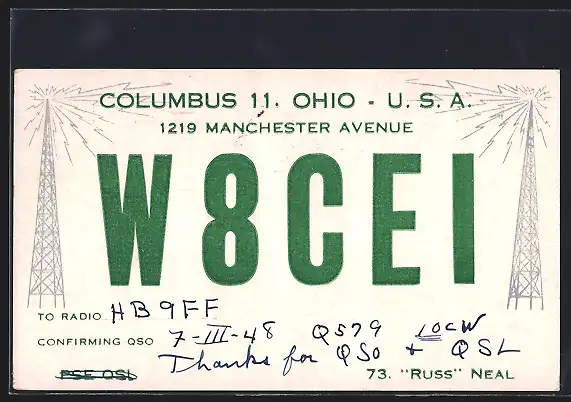 COLUMBUS 11, OHIO - U. S. A.
1219 MANCHESTER AVENUE
W8CEI
TO RADIO HB9FF
CONFIRMING QSO 7-III-48 QS79 10CW
Thanks for QSO + QSL
PSE QSL 73. "RUSS" NEAL